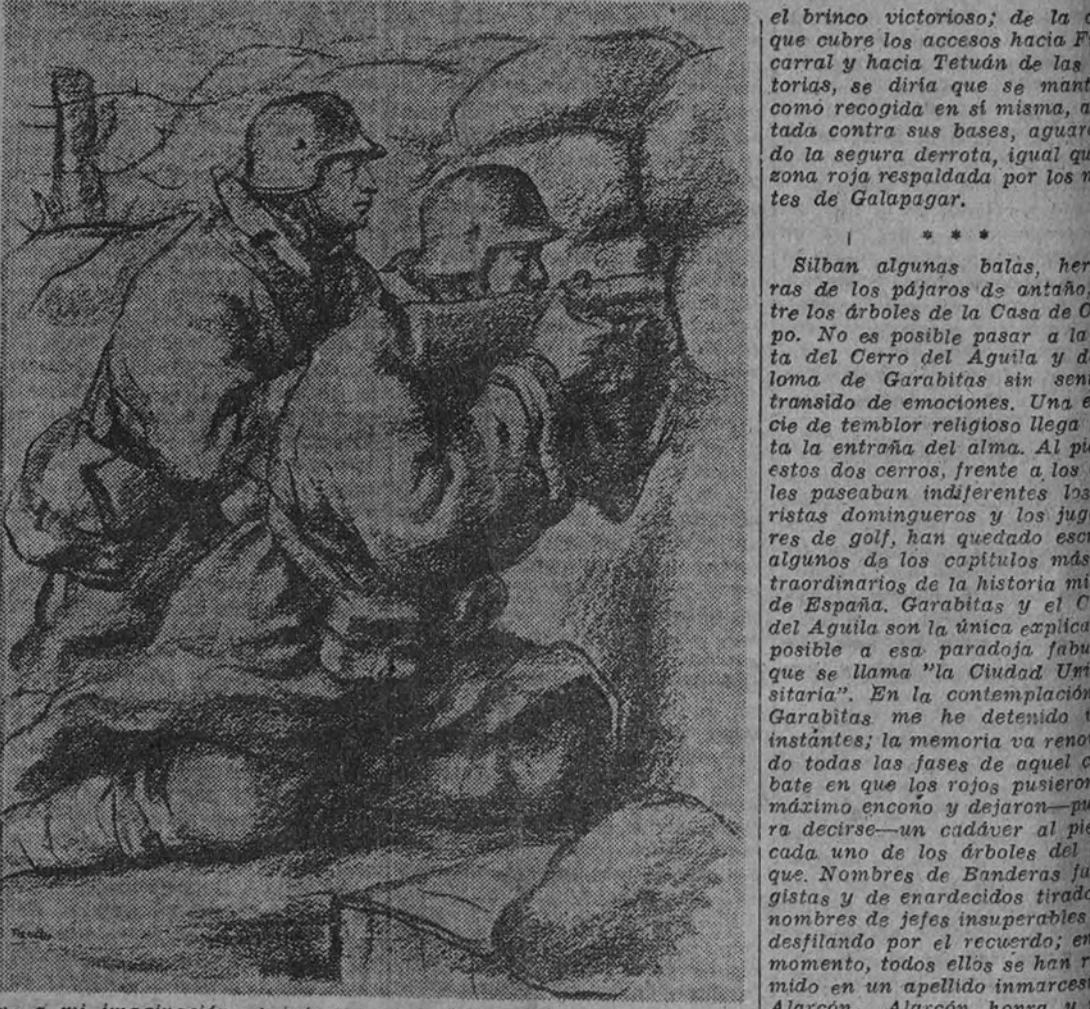 el brinco victorioso; de la
que cubre los accesos hacia
carral y hacia Tetuán de las
torias, se diría que se mant
como recogida en sí misma, a
tada contra sus bases, aguar
do la segura derrota, igual qu
zona roja respaldada por los
tes de Galapagar.
* * *
Silban algunas balas, her
ras de los pájaros de antaño,
tre los árboles de la Casa de C
po. No es posible pasar a la
ta del Cerro del Aguila y d
loma de Garabitas sin sen
transido de emociones. Una e
cie de temblor religioso llega
ta la entraña del alma. Al pi
estos dos cerros, frente a los
les paseaban indiferentes los
ristas domingueros y los jug
res de golf, han quedado esc
algunos de los capítulos más
traordinarios de la historia mi
de España. Garabitas y el C
del Aguila son la única explica
posible a esa paradoja fabu
que se llama "la Ciudad Uni
sitaria". En la contemplación
Garabitas me he detenido
instántes; la memoria va reno
do todas las fases de aquel c
bate en que los rojos pusieron
máximo encono y dejaron—pu
ra decirse—un cadáver al pie
cada uno de los árboles del
que. Nombres de Banderas fa
gistas y de enardecidos tirado
nombres de jefes insuperables
desfilando por el recuerdo; en
momento, todos ellos se han r
mido en un apellido inmarces
Alarcón. Alarcón, honra y
a mi imaginación